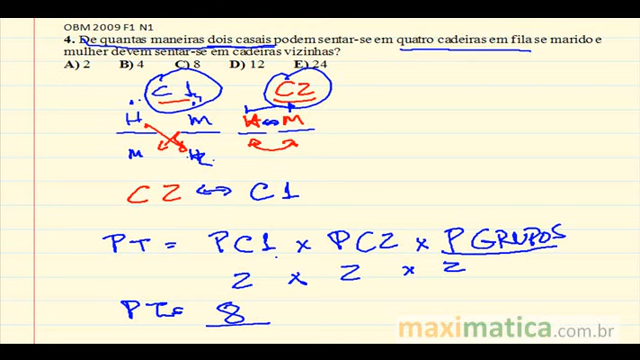 OBM 2009 F1 N1
4. De quantas maneiras dois casais podem sentar-se em quatro cadeiras em fila se marido e
mulher devem sentar-se em cadeiras vizinhas?
A) 2 B) 4 C) 8 D) 12 E) 24
C1 C2
H M H ↔ M
M H
C2 ↔ C1
PT = PC1 x PC2 x P GRUPOS
2 x 2 x 2
PT = 8
maximatica.com.br